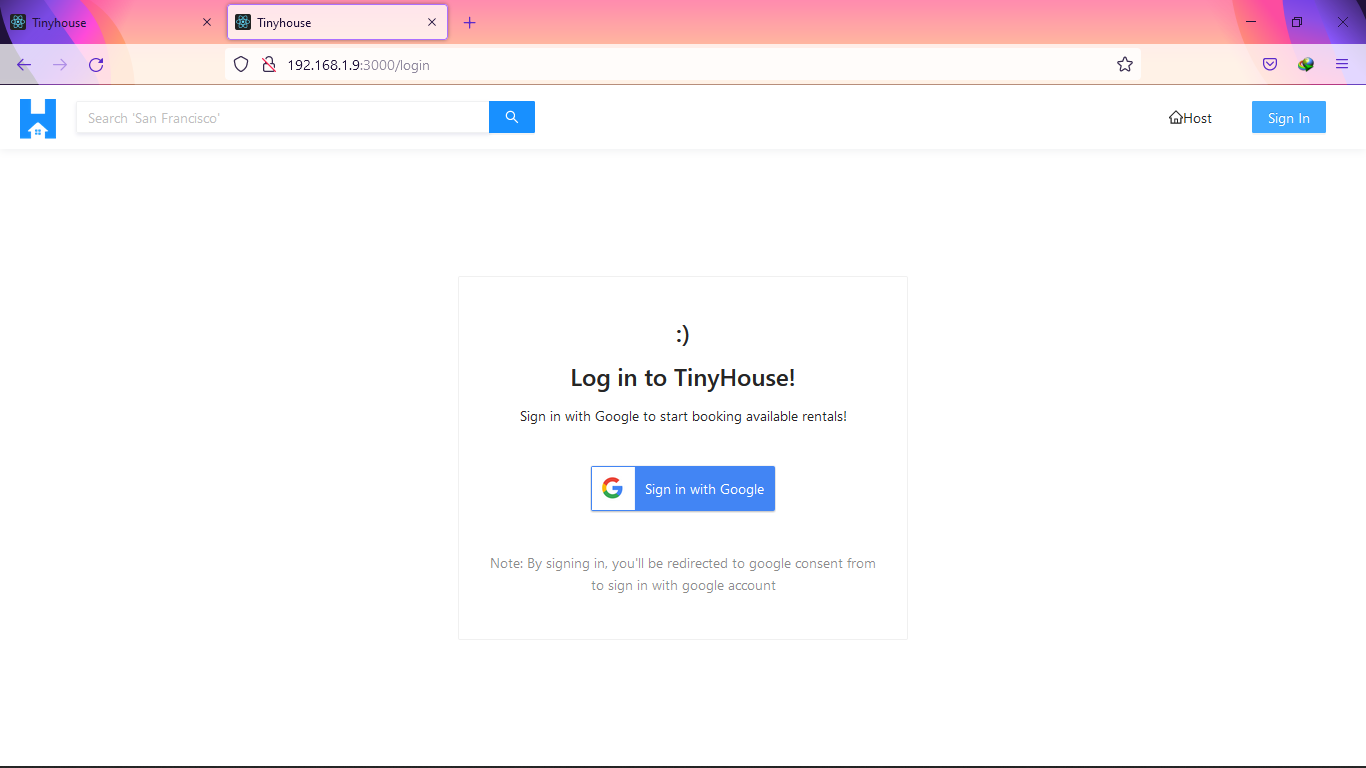 Tinyhouse
Tinyhouse
192.168.1.9:3000/login
Search 'San Francisco'
Host
Sign In
:)
Log in to TinyHouse!
Sign in with Google to start booking available rentals!
Sign in with Google
Note: By signing in, you'll be redirected to google consent from
to sign in with google account